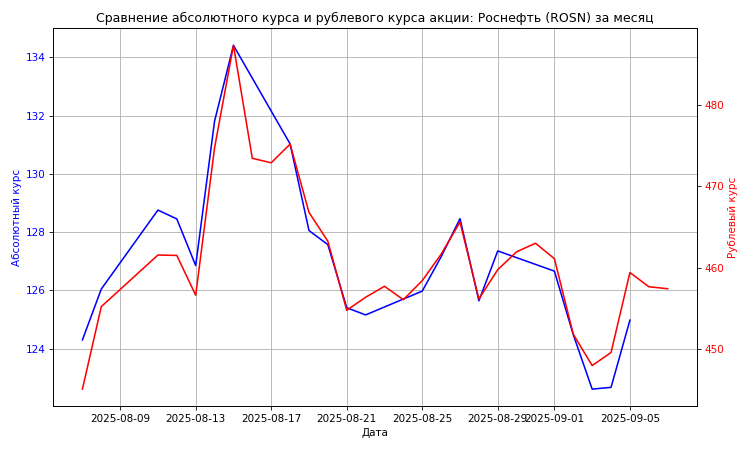 Сравнение абсолютного курса и рублевого курса акции: Роснефть (ROSN) за месяц
134
132
130
128
126
124
Абсолютный курс
480
470
460
450
Рублевый курс
2025-08-09 2025-08-13 2025-08-17 2025-08-21 2025-08-25 2025-08-29 2025-09-01 2025-09-05
Дата